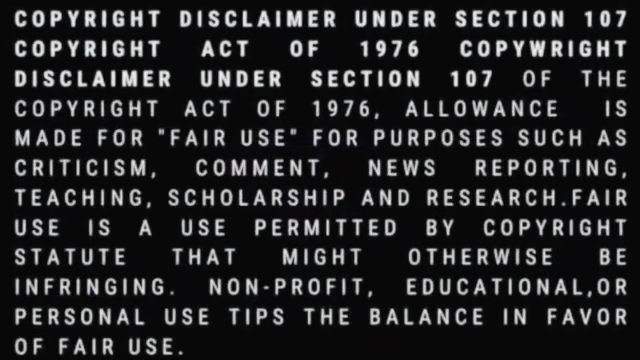 COPYRIGHT DISCLAIMER UNDER SECTION 107
COPYRIGHT ACT OF 1976 COPYWRIGHT
DISCLAIMER UNDER SECTION 107 OF THE
COPYRIGHT ACT OF 1976, ALLOWANCE IS
MADE FOR "FAIR USE" FOR PURPOSES SUCH AS
CRITICISM, COMMENT, NEWS REPORTING,
TEACHING, SCHOLARSHIP AND RESEARCH.FAIR
USE IS A USE PERMITTED BY COPYRIGHT
STATUTE THAT MIGHT OTHERWISE BE
INFRINGING. NON-PROFIT, EDUCATIONAL,OR
PERSONAL USE TIPS THE BALANCE IN FAVOR
OF FAIR USE.